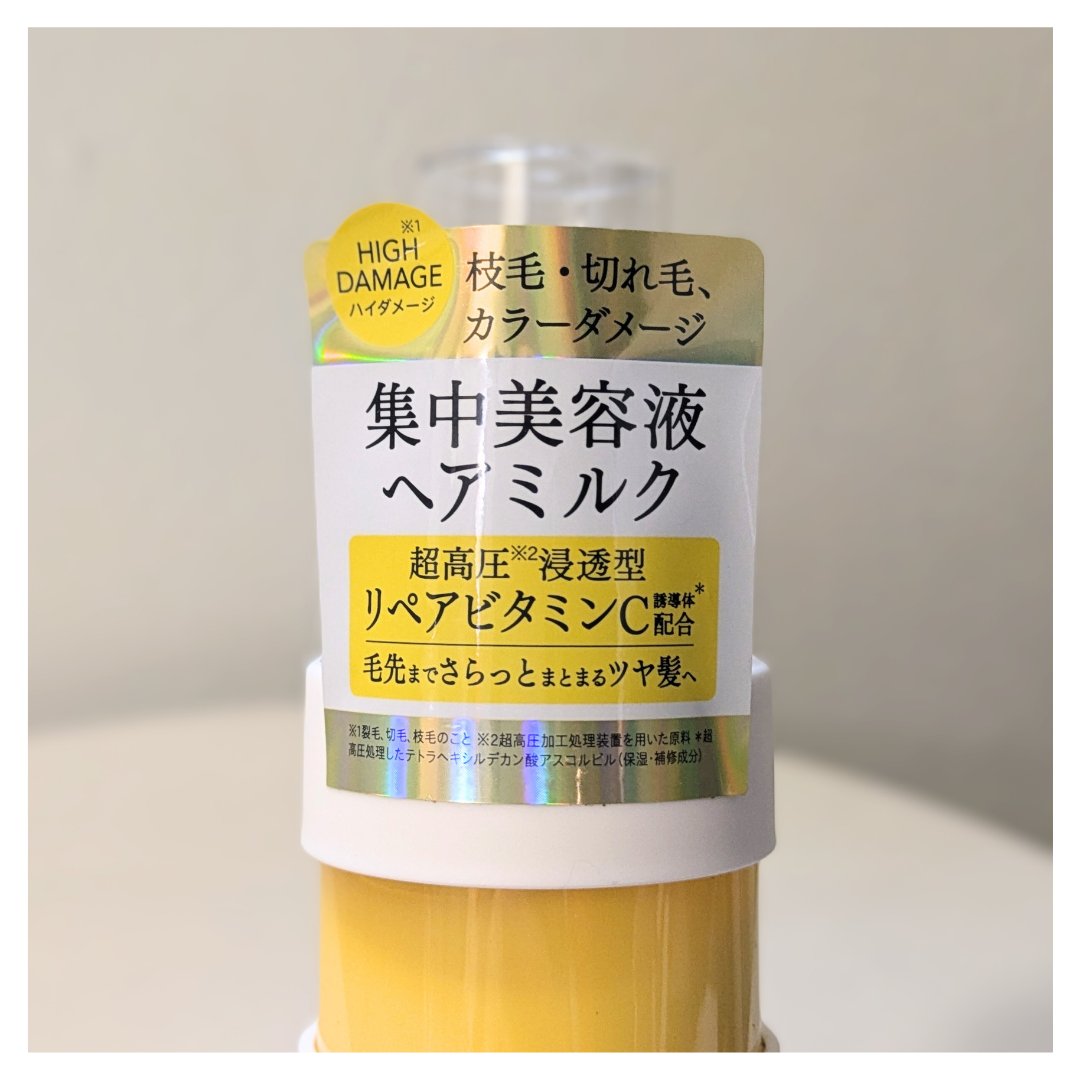 ※1
HIGH
DAMAGE
ハイダメージ
枝毛・切れ毛、
カラーダメージ
集中美容液
ヘアミルク
超高圧※2浸透型
リペアビタミンC誘導体*配合
毛先までさらっとまとまるツヤ髪へ
※1裂毛、切毛、枝毛のこと ※2超高圧加工処理装置を用いた原料 *超
高圧処理したテトラヘキシルデカン酸アスコルビル(保湿・補修成分)